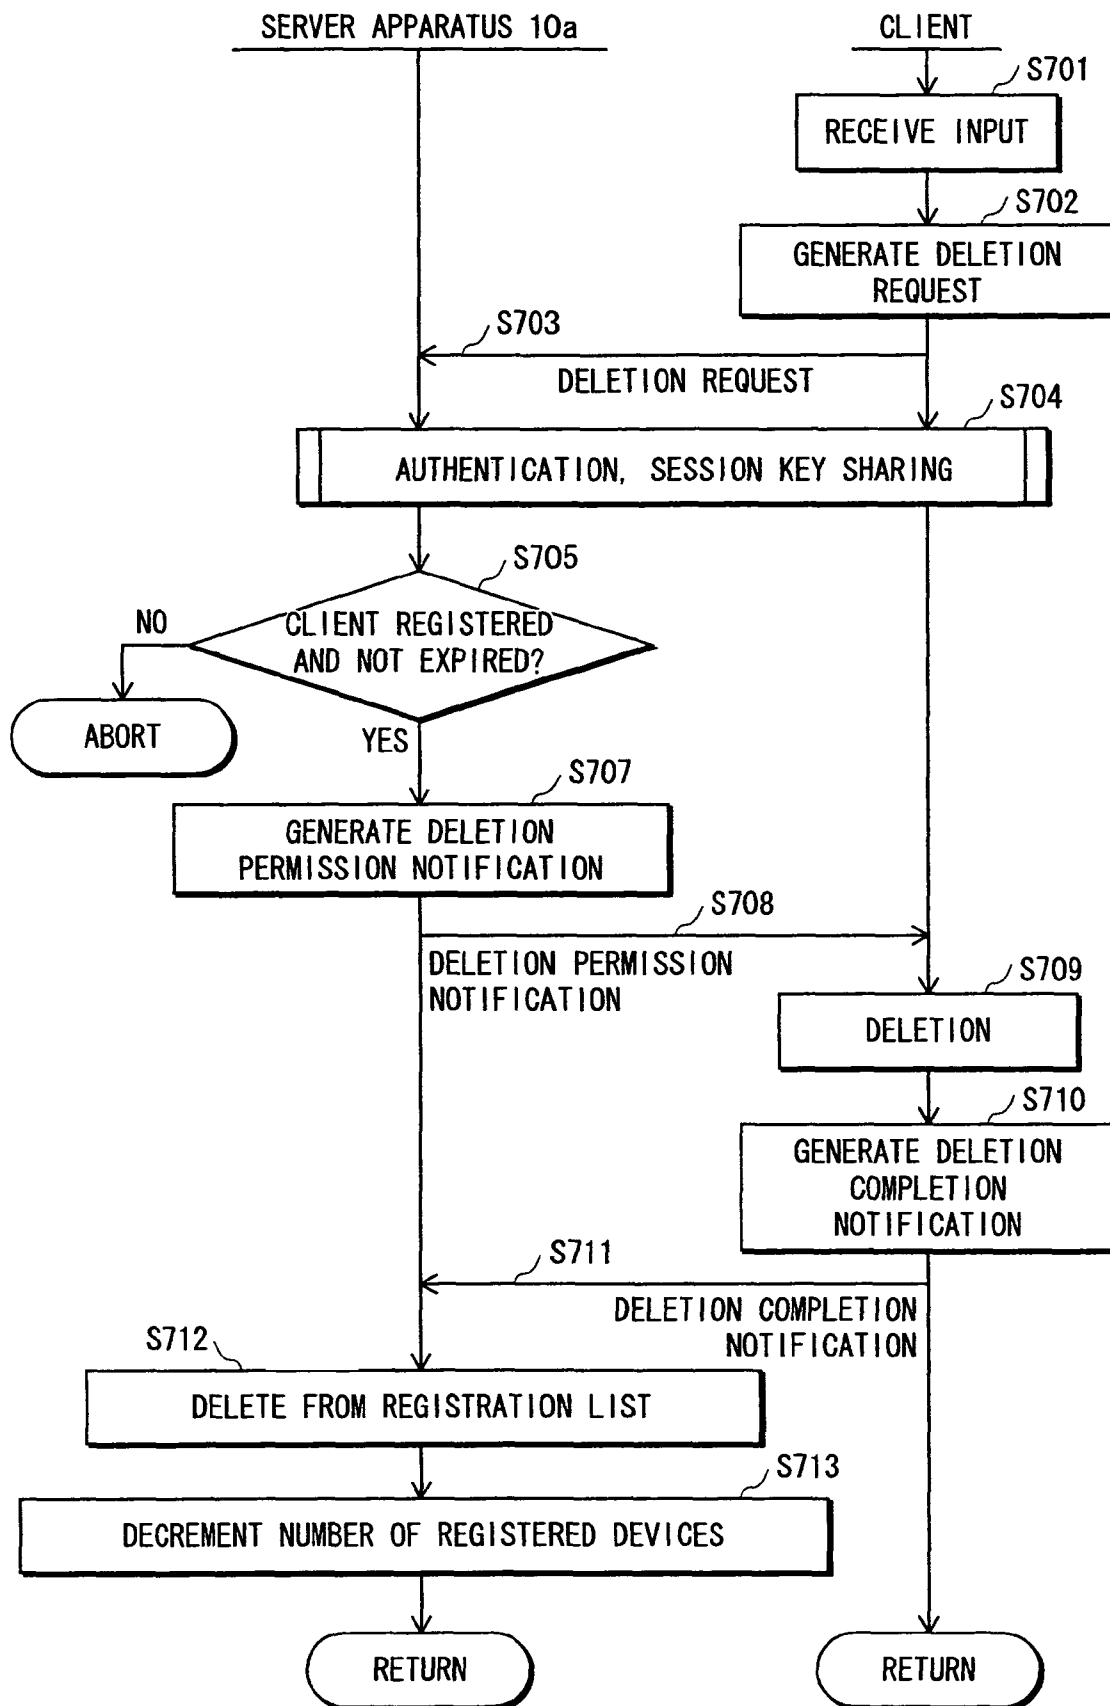 SERVER APPARATUS 10a
CLIENT
S701
RECEIVE INPUT
S702
GENERATE DELETION
REQUEST
S703
DELETION REQUEST
S704
AUTHENTICATION, SESSION KEY SHARING
S705
CLIENT REGISTERED
AND NOT EXPIRED?
NO
ABORT
YES
S707
GENERATE DELETION
PERMISSION NOTIFICATION
S708
DELETION PERMISSION
NOTIFICATION
S709
DELETION
S710
GENERATE DELETION
COMPLETION
NOTIFICATION
S711
DELETION COMPLETION
NOTIFICATION
S712
DELETE FROM REGISTRATION LIST
S713
DECREMENT NUMBER OF REGISTERED DEVICES
RETURN
RETURN